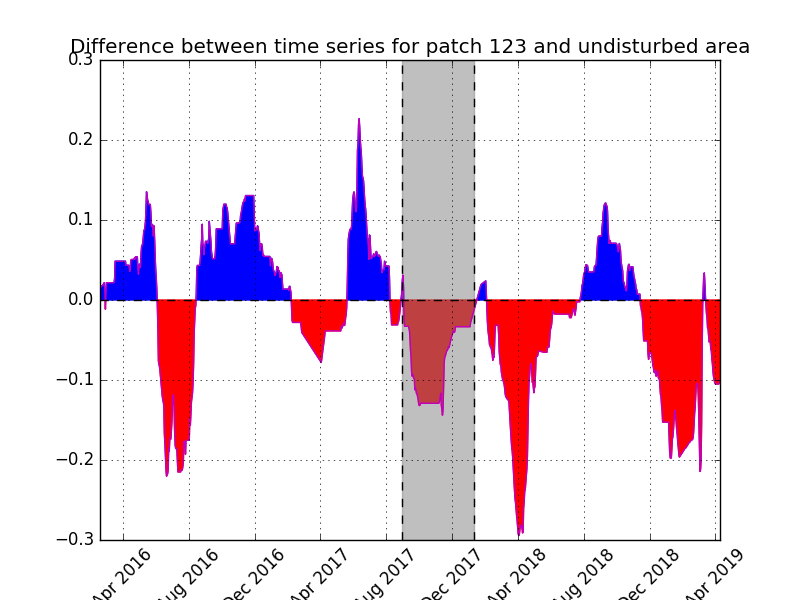 Difference between time series for patch 123 and undisturbed area
0.3
0.2
0.1
0.0
−0.1
−0.2
−0.3
Apr 2016
Aug 2016
Dec 2016
Apr 2017
Aug 2017
Dec 2017
Apr 2018
Aug 2018
Dec 2018
Apr 2019